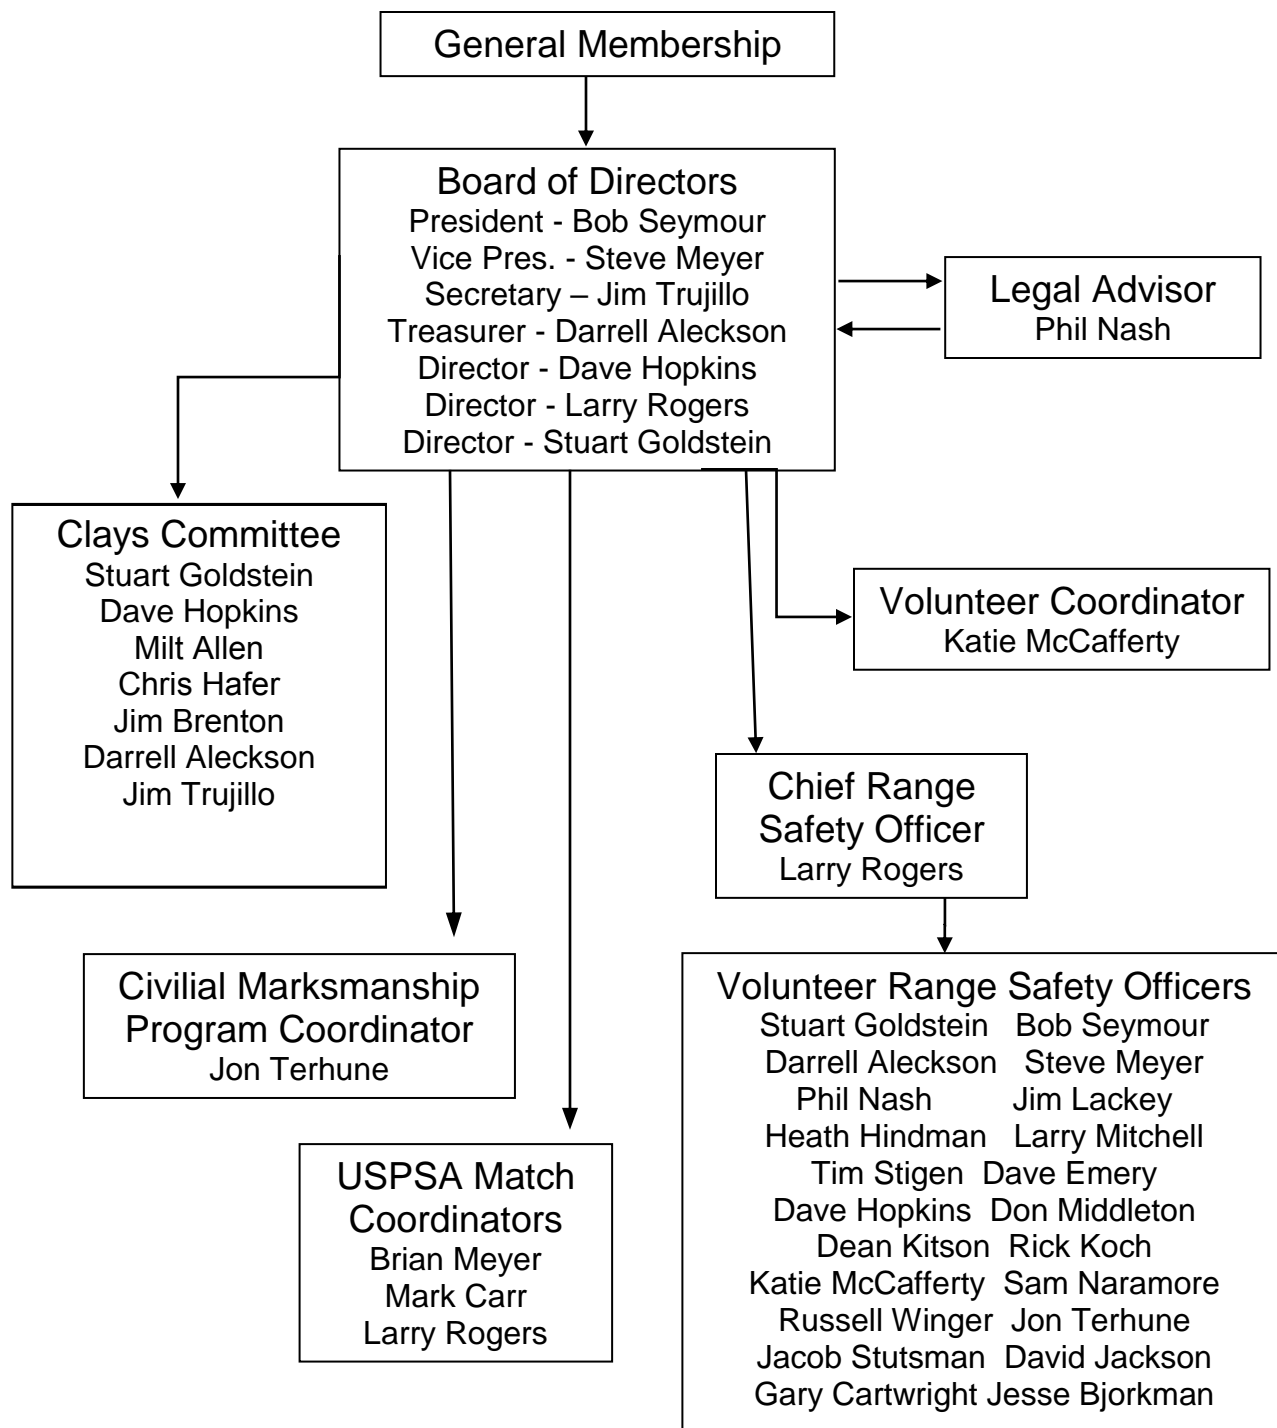 General Membership
Board of Directors
President - Bob Seymour
Vice Pres. - Steve Meyer
Secretary – Jim Trujillo
Treasurer - Darrell Aleckson
Director - Dave Hopkins
Director - Larry Rogers
Director - Stuart Goldstein
Legal Advisor
Phil Nash
Clays Committee
Stuart Goldstein
Dave Hopkins
Milt Allen
Chris Hafer
Jim Brenton
Darrell Aleckson
Jim Trujillo
Volunteer Coordinator
Katie McCafferty
Chief Range
Safety Officer
Larry Rogers
Civilial Marksmanship
Program Coordinator
Jon Terhune
USPSA Match
Coordinators
Brian Meyer
Mark Carr
Larry Rogers
Volunteer Range Safety Officers
Stuart Goldstein Bob Seymour
Darrell Aleckson Steve Meyer
Phil Nash Jim Lackey
Heath Hindman Larry Mitchell
Tim Stigen Dave Emery
Dave Hopkins Don Middleton
Dean Kitson Rick Koch
Katie McCafferty Sam Naramore
Russell Winger Jon Terhune
Jacob Stutsman David Jackson
Gary Cartwright Jesse Bjorkman